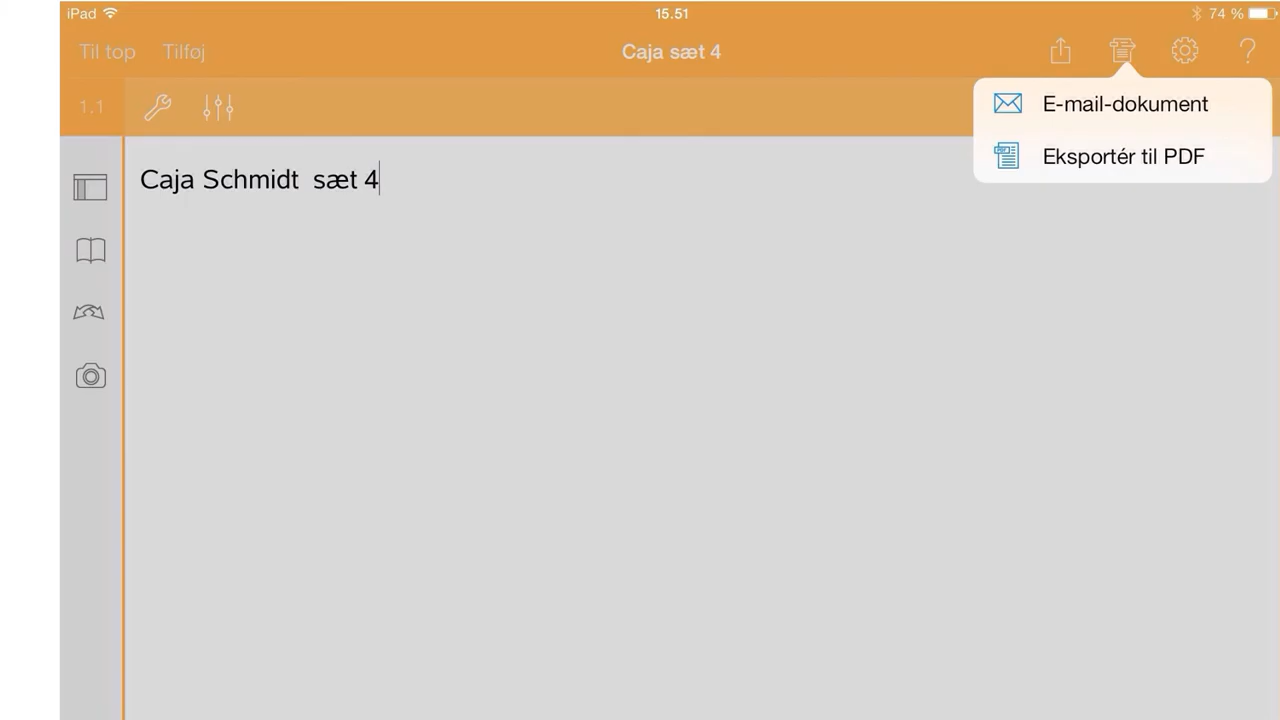 iPad 15.51 74 %
Til top Tilføj Caja sæt 4 ?
1.1
E-mail-dokument
PDF Eksportér til PDF
Caja Schmidt  sæt 4